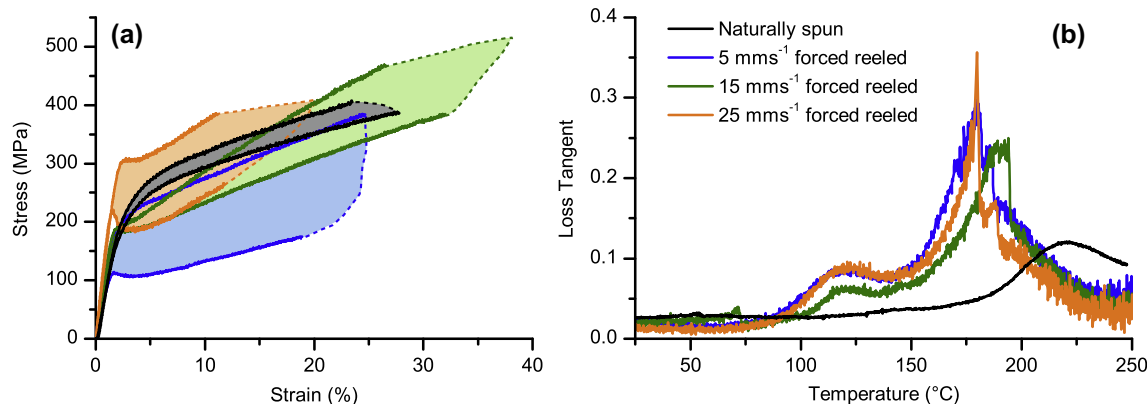 (a)
500
400
300
200
100
0
Stress (MPa)
0
10
20
30
40
Strain (%)
(b)
Naturally spun
5 mms⁻¹ forced reeled
15 mms⁻¹ forced reeled
25 mms⁻¹ forced reeled
0.4
0.3
0.2
0.1
0.0
Loss Tangent
50
100
150
200
250
Temperature (°C)